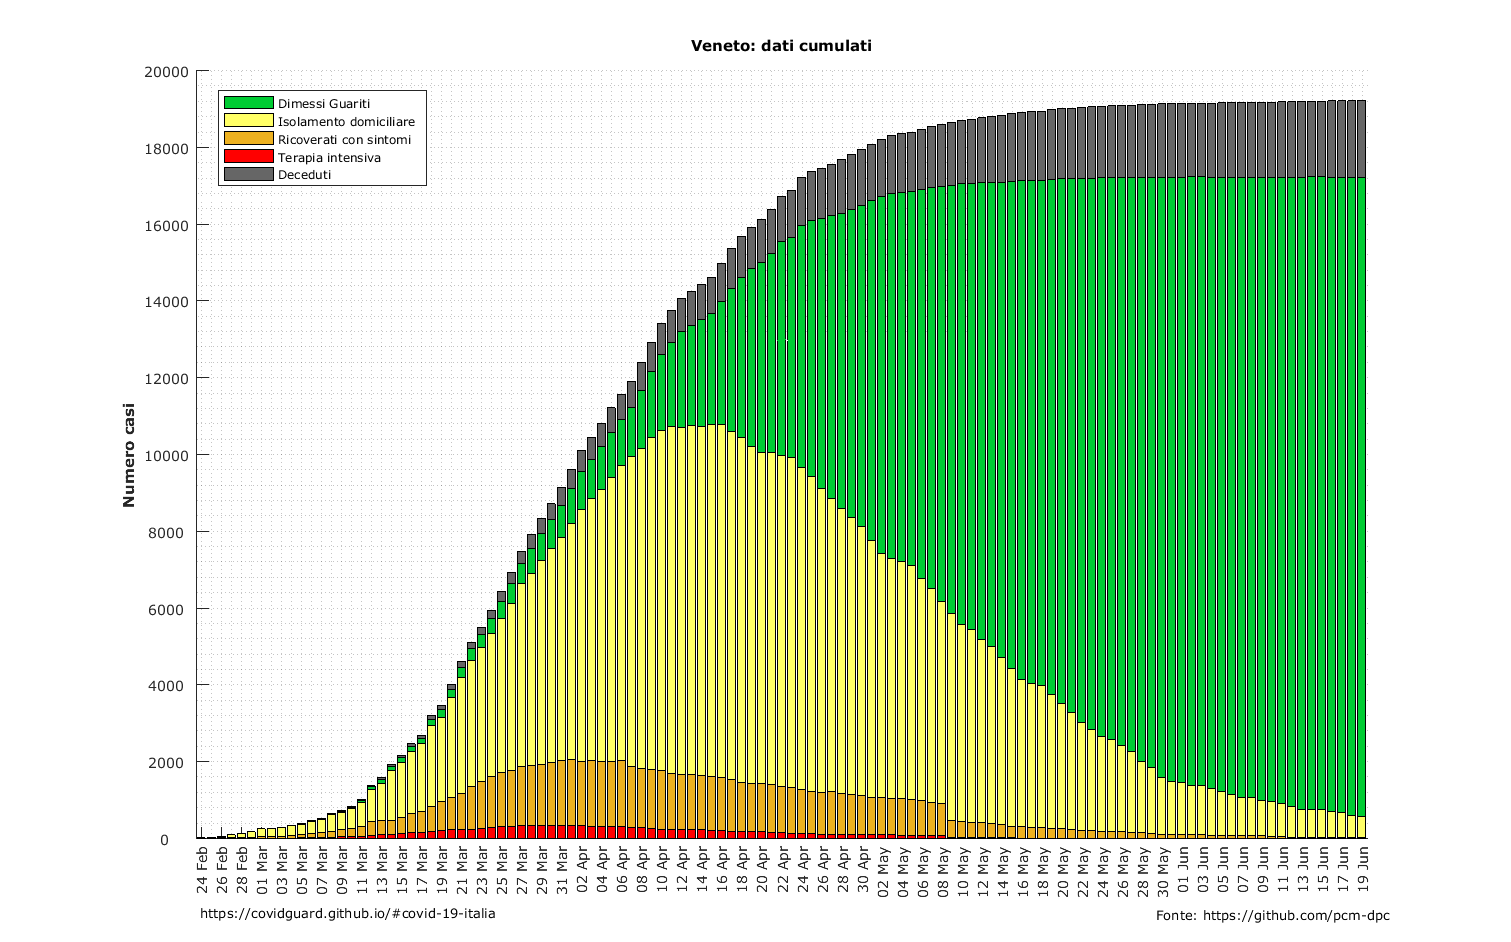 Veneto: dati cumulati
20000
18000
16000
14000
12000
10000
8000
6000
4000
2000
0
Numero casi
Dimessi Guariti
Isolamento domiciliare
Ricoverati con sintomi
Terapia intensiva
Deceduti
24 Feb
26 Feb
28 Feb
01 Mar
03 Mar
05 Mar
07 Mar
09 Mar
11 Mar
13 Mar
15 Mar
17 Mar
19 Mar
21 Mar
23 Mar
25 Mar
27 Mar
29 Mar
31 Mar
02 Apr
04 Apr
06 Apr
08 Apr
10 Apr
12 Apr
14 Apr
16 Apr
18 Apr
20 Apr
22 Apr
24 Apr
26 Apr
28 Apr
30 Apr
02 May
04 May
06 May
08 May
10 May
12 May
14 May
16 May
18 May
20 May
22 May
24 May
26 May
28 May
30 May
01 Jun
03 Jun
05 Jun
07 Jun
09 Jun
11 Jun
13 Jun
15 Jun
17 Jun
19 Jun
https://covidguard.github.io/#covid-19-italia
Fonte: https://github.com/pcm-dpc